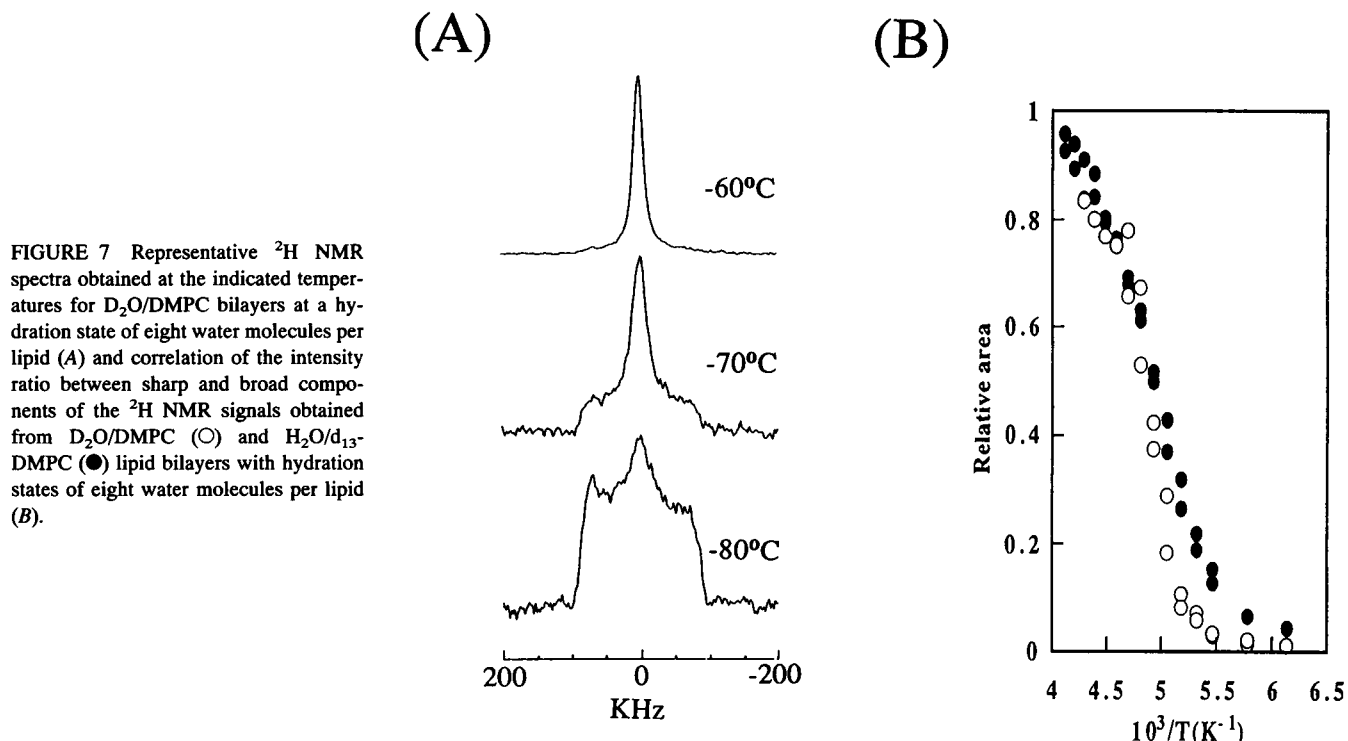 (A)
(B)
FIGURE 7 Representative ²H NMR
spectra obtained at the indicated temper-
atures for D₂O/DMPC bilayers at a hy-
dration state of eight water molecules per
lipid (A) and correlation of the intensity
ratio between sharp and broad compo-
nents of the ²H NMR signals obtained
from D₂O/DMPC (○) and H₂O/d₁₃-
DMPC (●) lipid bilayers with hydration
states of eight water molecules per lipid
(B).
-60ºC
-70ºC
-80ºC
200
0
-200
KHz
1
0.8
0.6
0.4
0.2
0
Relative area
4
4.5
5
5.5
6
6.5
10³/T(K⁻¹)